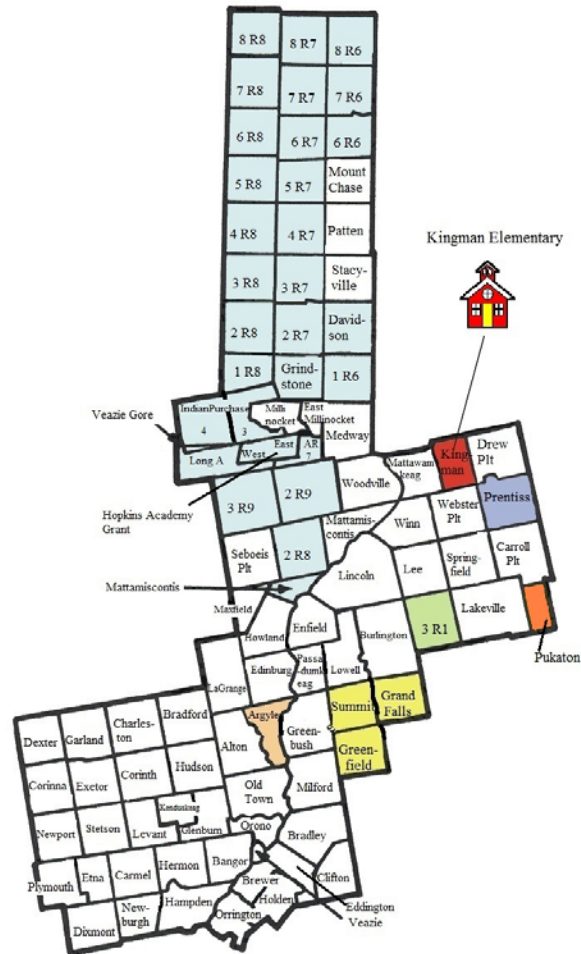 8 R8 8 R7 8 R6
7 R8 7 R7 7 R6
6 R8 6 R7 6 R6
5 R8 5 R7 Mount
Chase
4 R8 4 R7 Patten
Kingman Elementary
3 R8 3 R7 Stacy-
ville
2 R8 2 R7 David-
son
1 R8 Grind-
stone 1 R6
Veazie Gore
IndianPurchase
4 3
Milli
nocket
East
Millinocket
Medway
Long A
West East
AR
7
Hopkins Academy
Grant
Mattawam
keag
King-
man
Drew
Plt
3 R9 2 R9 Woodville
Webster
Plt
Prentiss
Mattamis-
contis
Winn
Seboeis
Plt
2 R8
Lincoln
Lee
Spring-
field
Carroll
Plt
Mattamiscontis
Maxfield
Howland
Enfield
Burlington
3 R1
Lakeville
Pukaton
LaGrange
Edinburg
Passa
-dumk
eag
Lowell
Summit
Grand
Falls
Dexter Garland Charles-
ton
Bradford
Alton
Argyle
Green-
bush
Green-
field
Corinna Exetor Corinth Hudson
Old
Town
Milford
Newport Stetson Levant
Kenduskeag
Glenburn
Orono
Bradley
Plymouth Etna Carmel Hermon Bangor
Brewer
Clifton
Eddington
Veazie
Dixmont
New-
burgh
Hampden
Orrington
Holden